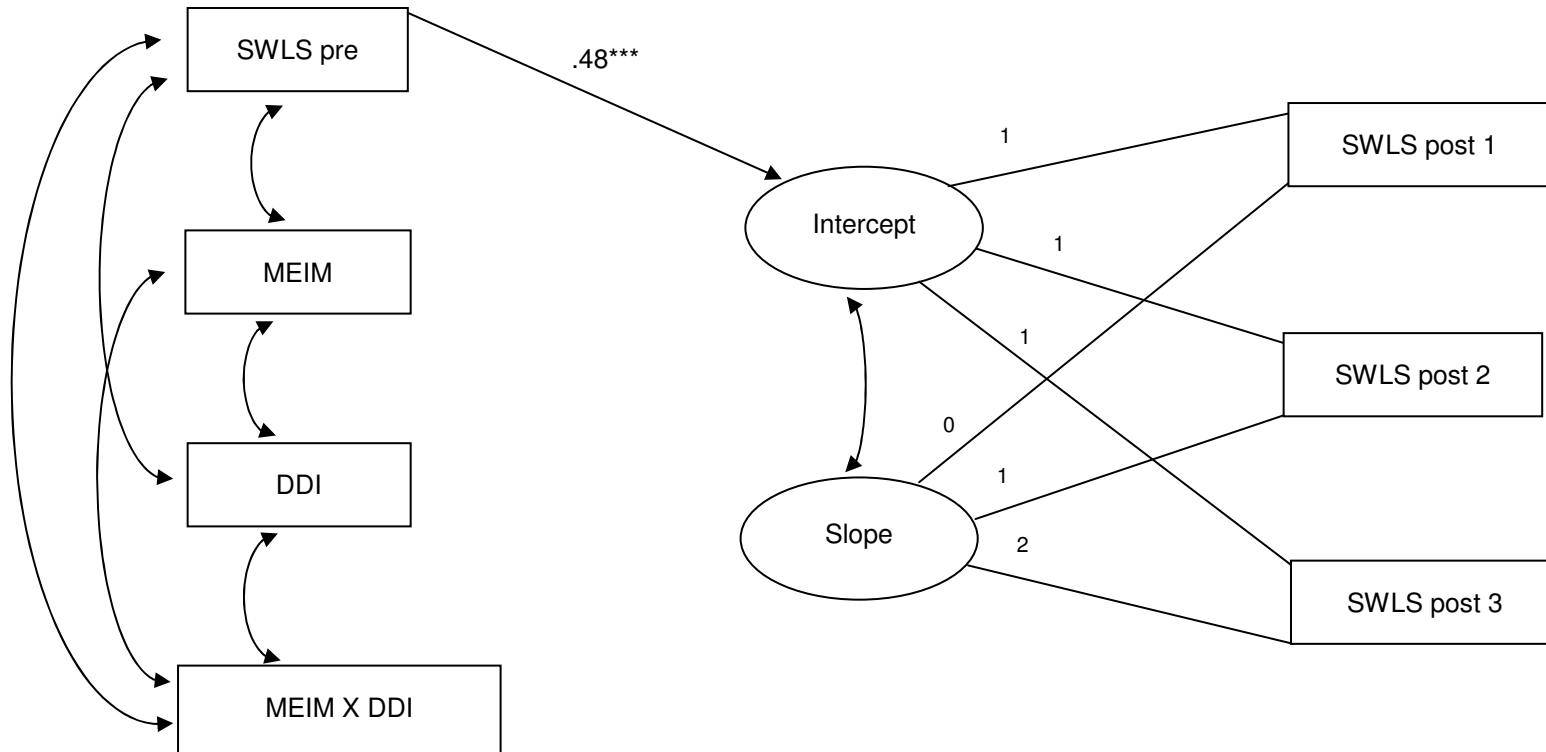 SWLS pre
.48***
1
SWLS post 1
Intercept
1
MEIM
1
SWLS post 2
0
1
DDI
Slope
2
SWLS post 3
MEIM X DDI